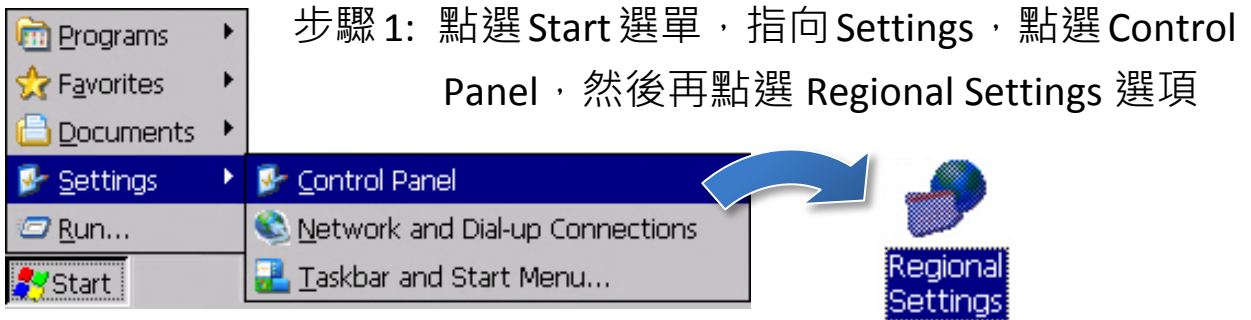 步驟 1: 點選 Start 選單，指向 Settings，點選 Control
Panel，然後再點選 Regional Settings 選項
Programs
Favorites
Documents
Settings
Run...
Start
Control Panel
Network and Dial-up Connections
Taskbar and Start Menu...
Regional
Settings